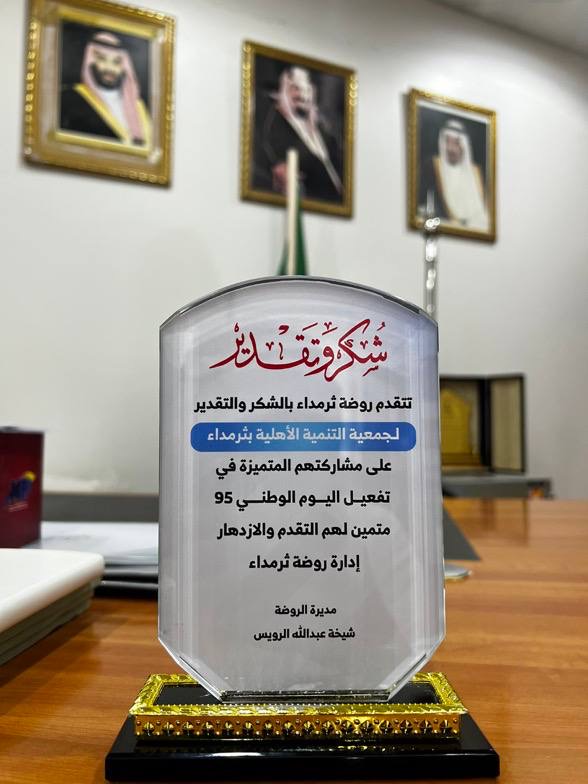 شكر وتقدير
تتقدم روضة ثرمداء بالشكر والتقدير
لجمعية التنمية الأهلية بثرمداء
على مشاركتهم المتميزة في
تفعيل اليوم الوطني 95
متمين لهم التقدم والازدهار
إدارة روضة ثرمداء
مديرة الروضة
شيخة عبدالله الرويس